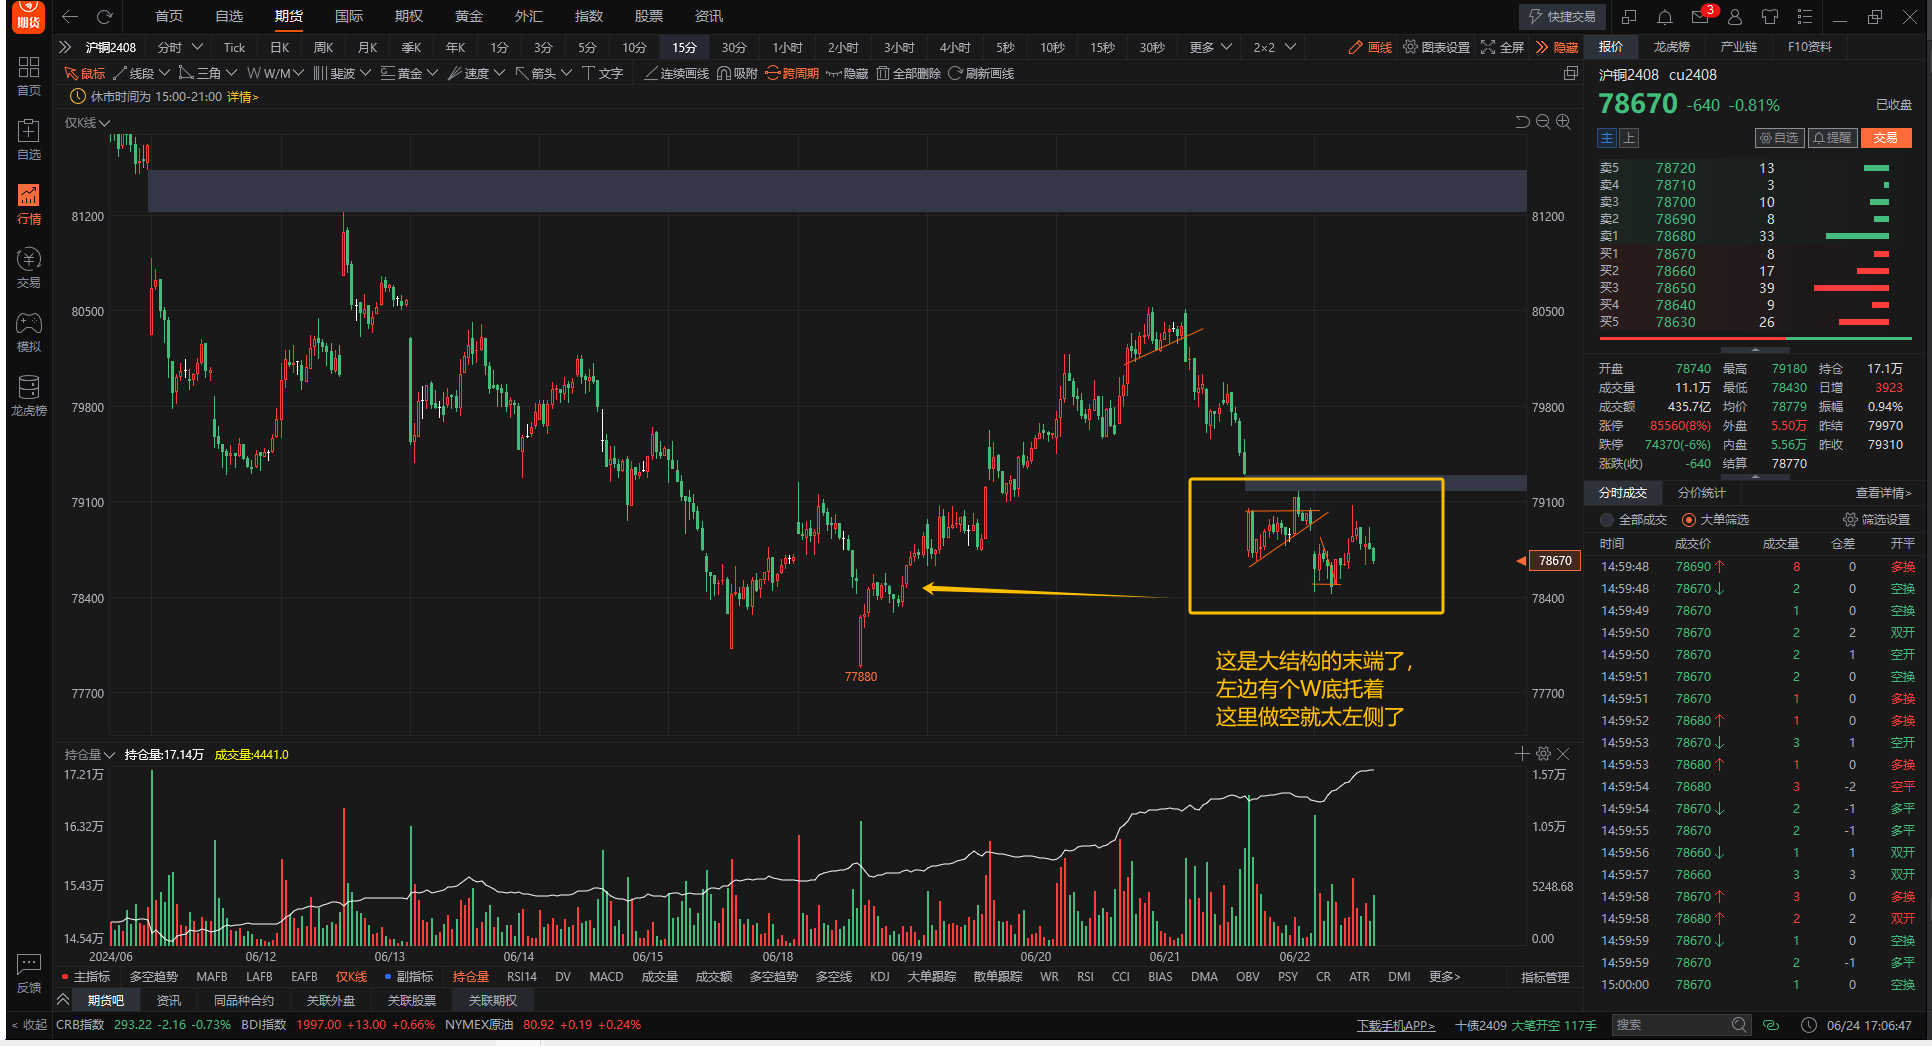 期货
首页 自选 期货 国际 期权 黄金 外汇 指数 股票 资讯
快捷交易 3
沪铜2408 分时 Tick 日K 周K 月K 季K 年K 1分 3分 5分 10分 15分 30分 1小时 2小时 3小时 4小时 5秒 10秒 15秒 30秒 更多 2×2 画线 图表设置 全屏 隐藏
鼠标 线段 三角 W/M 斐波 黄金 速度 箭头 文字 连续画线 吸附 跨周期 隐藏 全部删除 刷新画线
休市时间为 15:00-21:00 详情>
仅K线
首页
自选
行情
交易
模拟
龙虎榜
反馈
< 收起
81200 81200
80500 80500
79800 79800
79100 79100
78670
78400 78400
77700 77700
77880
这是大结构的末端了,
左边有个W底托着
这里做空就太左侧了
持仓量 持仓量:17.14万 成交量:4441.0
17.21万 1.57万
16.32万 1.05万
15.43万 5248.68
14.54万 0.00
2024/06 06/12 06/13 06/14 06/15 06/18 06/19 06/20 06/21 06/22
主指标 多空趋势 MAFB LAFB EAFB 仅K线 副指标 持仓量 RSI14 DV MACD 成交量 成交额 多空趋势 多空线 KDJ 大单跟踪 散单跟踪 WR RSI CCI BIAS DMA OBV PSY CR ATR DMI 更多> 指标管理
期货吧 资讯 同品种合约 关联外盘 关联股票 关联期权
报价 龙虎榜 产业链 F10资料
沪铜2408 cu2408
78670 -640 -0.81% 已收盘
主 上 自选 提醒 交易
卖5 78720 13
卖4 78710 3
卖3 78700 10
卖2 78690 8
卖1 78680 33
买1 78670 8
买2 78660 17
买3 78650 39
买4 78640 9
买5 78630 26
开盘 78740 最高 79180 持仓 17.1万
成交量 11.1万 最低 78430 日增 3923
成交额 435.7亿 均价 78779 振幅 0.94%
涨停 85560(8%) 外盘 5.50万 昨结 79970
跌停 74370(-6%) 内盘 5.56万 昨收 79310
涨跌(收) -640 结算 78770
分时成交 分价统计 查看详情>
全部成交 大单筛选 筛选设置
时间 成交价 成交量 仓差 开平
14:59:48 78690↑ 8 0 多换
14:59:48 78670↓ 2 0 空换
14:59:49 78670 1 0 空换
14:59:50 78670 2 2 双开
14:59:50 78670 2 1 空开
14:59:51 78670 2 0 空换
14:59:51 78670 1 0 多换
14:59:52 78680↑ 1 0 多换
14:59:53 78670↓ 3 1 空开
14:59:53 78680↑ 1 0 多换
14:59:54 78680 3 -2 空平
14:59:54 78670↓ 2 -1 多平
14:59:55 78670 2 -1 多平
14:59:56 78660↓ 1 1 双开
14:59:57 78660 3 3 双开
14:59:58 78670↑ 3 0 多换
14:59:58 78680↑ 2 2 双开
14:59:59 78670↓ 1 0 空换
14:59:59 78670 2 -1 多平
15:00:00 78670 1 0 空换
CRB指数 293.22 -2.16 -0.73% BDI指数 1997.00 +13.00 +0.66% NYMEX原油 80.92 +0.19 +0.24% 下载手机APP> 十债2409 大笔开空 117手 搜索 06/24 17:06:47